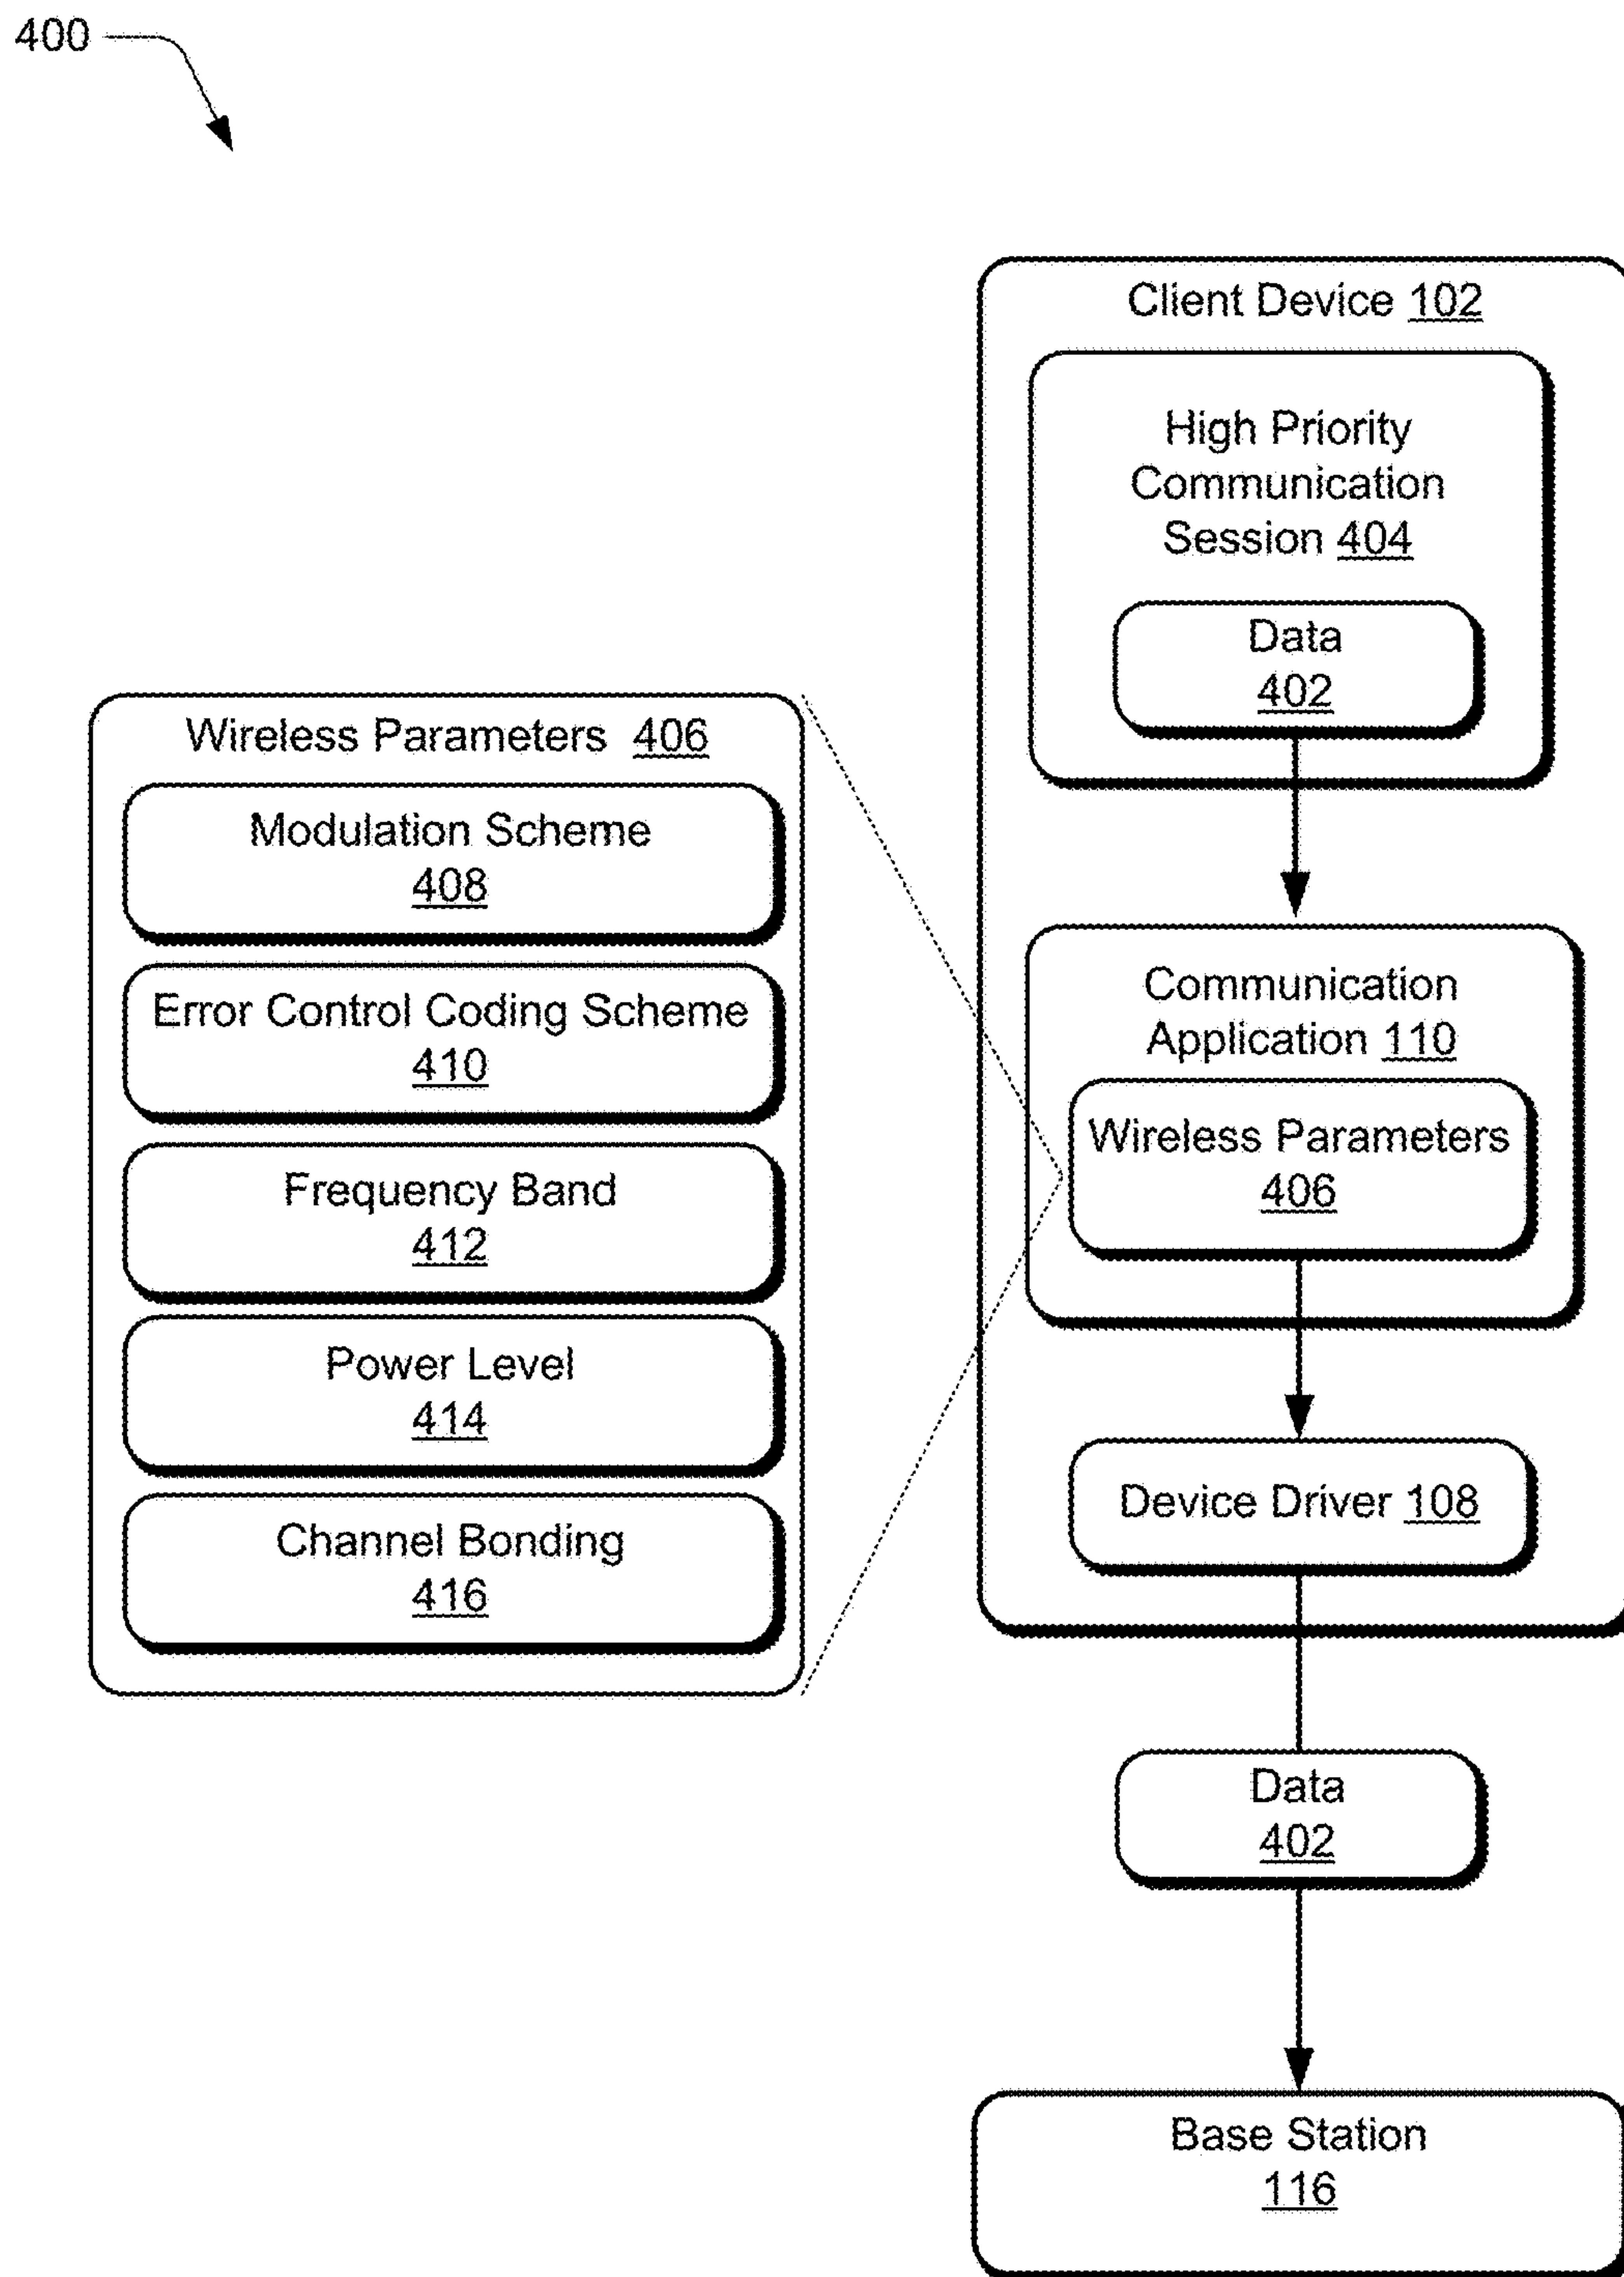 400
Client Device 102
High Priority
Communication
Session 404
Data
402
Wireless Parameters 406
Modulation Scheme
408
Error Control Coding Scheme
410
Frequency Band
412
Power Level
414
Channel Bonding
416
Communication
Application 110
Wireless Parameters
406
Device Driver 108
Data
402
Base Station
116